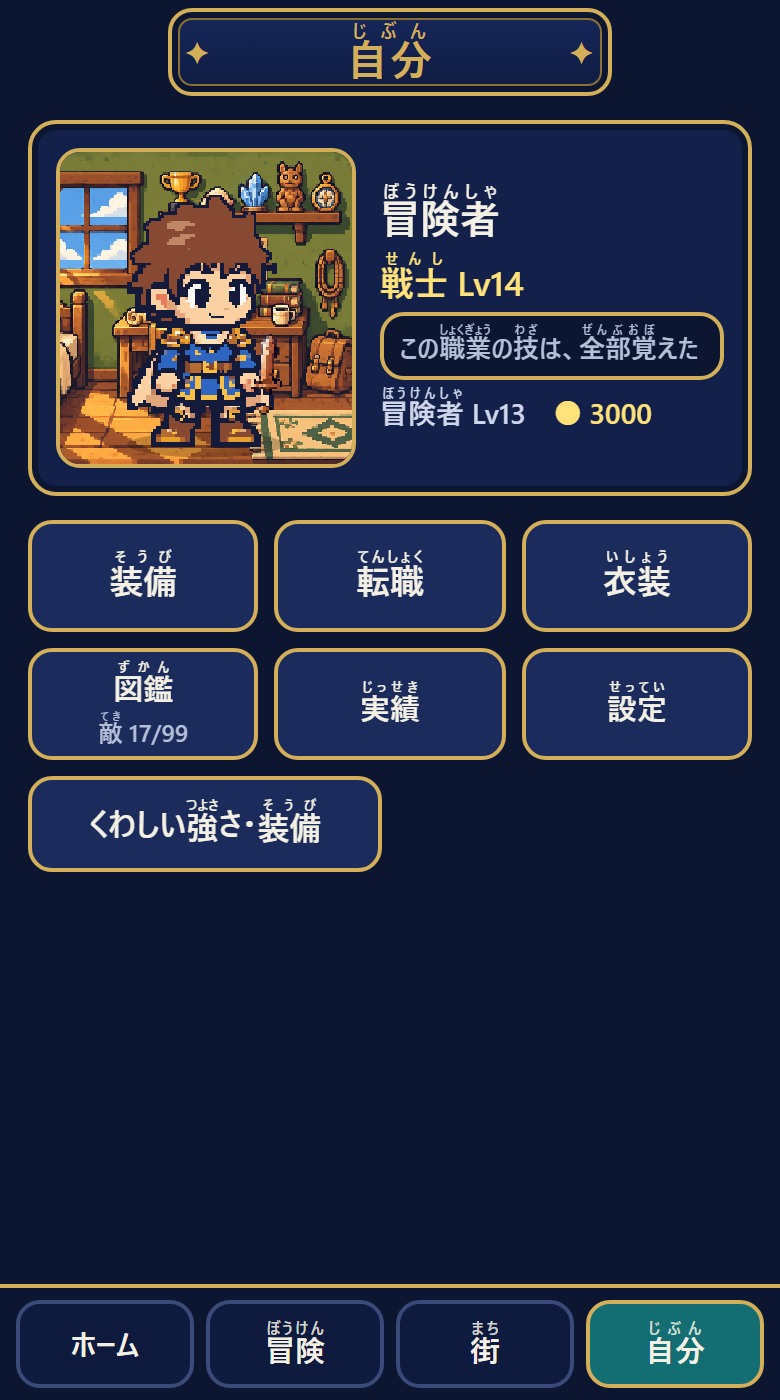 じぶん
自分
ぼうけんしゃ
冒険者
せんし
戦士 Lv14
しょくぎょう わざ ぜんぶおぼ
この職業の技は、全部覚えた
ぼうけんしゃ
冒険者 Lv13 3000
そうび てんしょく いしょう
装備 転職 衣装
ずかん じっせき せってい
図鑑 実績 設定
てき
敵 17/99
つよさ そうび
くわしい強さ・装備
ぼうけん まち じぶん
ホーム 冒険 街 自分